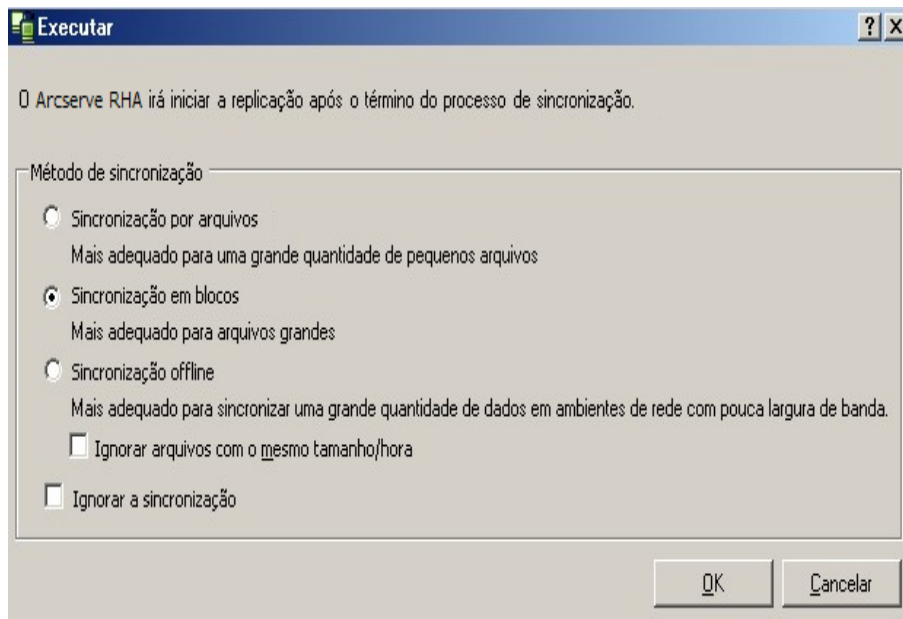 Executar
O Arcserve RHA irá iniciar a replicação após o término do processo de sincronização.
Método de sincronização
Sincronização por arquivos
Mais adequado para uma grande quantidade de pequenos arquivos
Sincronização em blocos
Mais adequado para arquivos grandes
Sincronização offline
Mais adequado para sincronizar uma grande quantidade de dados em ambientes de rede com pouca largura de banda.
Ignorar arquivos com o mesmo tamanho/hora
Ignorar a sincronização
OK
Cancelar